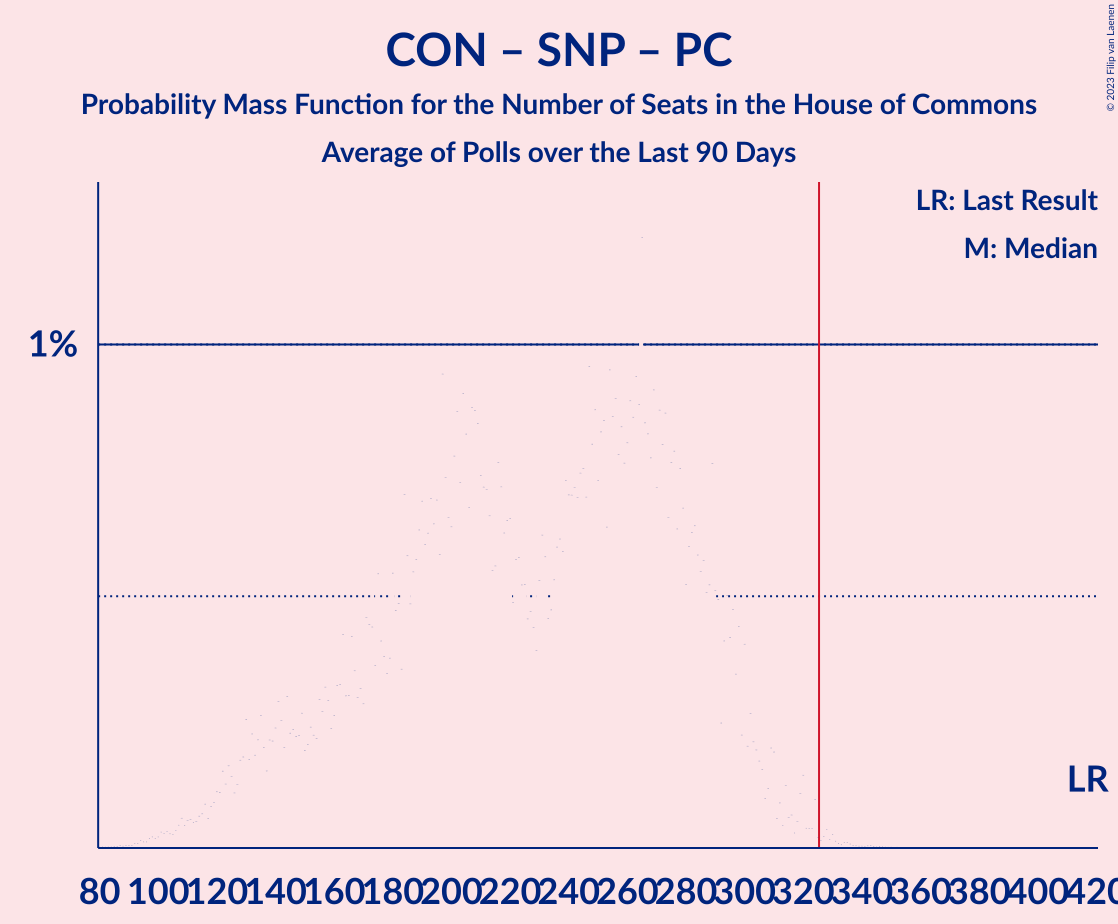 CON – SNP – PC
Probability Mass Function for the Number of Seats in the House of Commons
Average of Polls over the Last 90 Days
© 2023 Filip van Laenen
LR: Last Result
M: Median
1%
LR
80 100 120 140 160 180 200 220 240 260 280 300 320 340 360 380 400 420